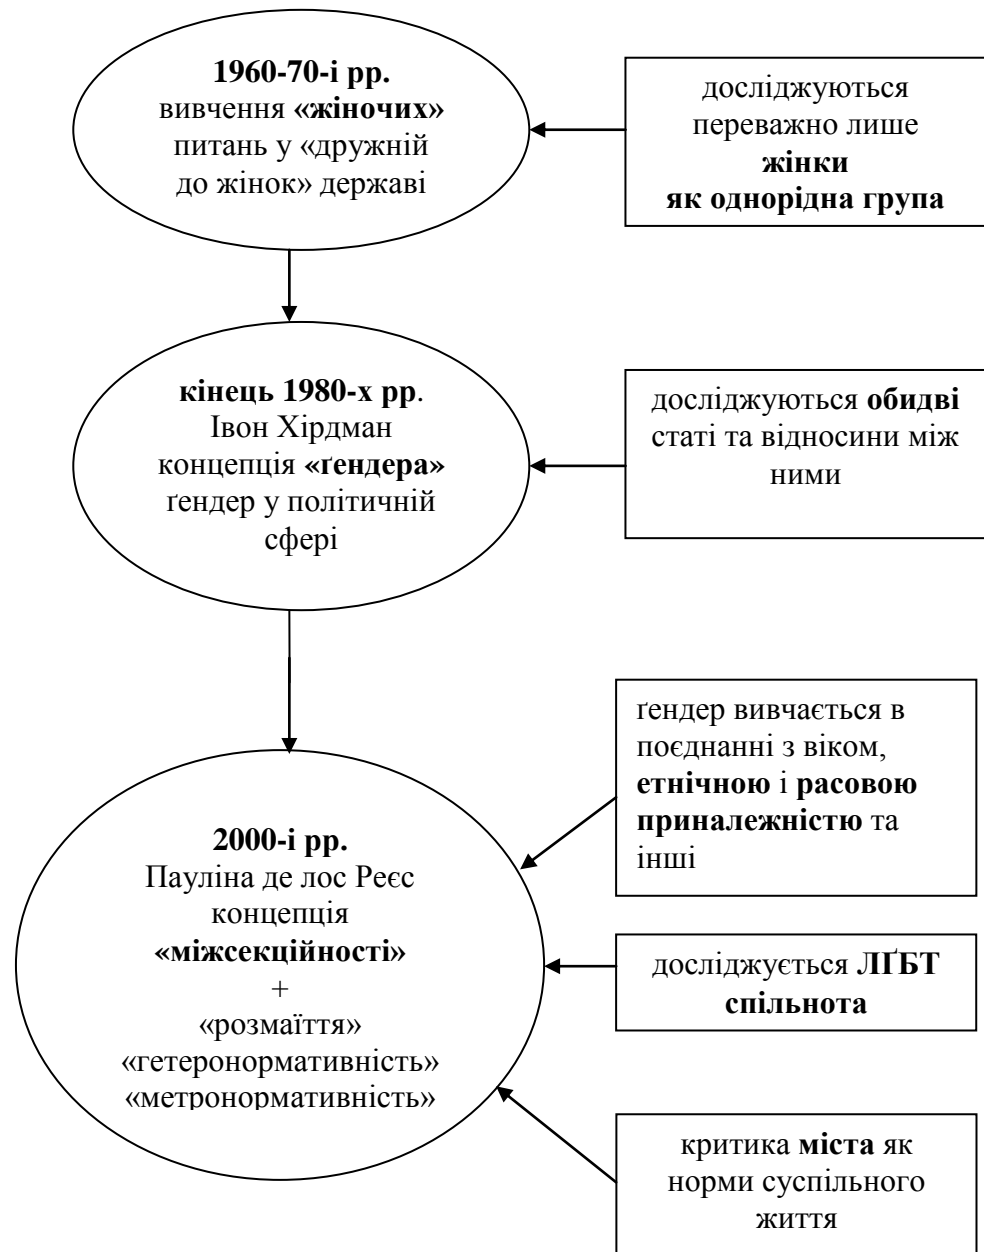 1960-70-і рр.
вивчення «жіночих»
питань у «дружній
до жінок» державі
досліджуються
переважно лише
жінки
як однорідна група
кінець 1980-х рр.
Івон Хірдман
концепція «ґендера»
ґендер у політичній
сфері
досліджуються обидві
статі та відносини між
ними
2000-і рр.
Пауліна де лос Реєс
концепція
«міжсекційності»
+
«розмаїття»
«гетеронормативність»
«метронормативність»
ґендер вивчається в
поєднанні з віком,
етнічною і расовою
приналежністю та
інші
досліджується ЛҐБТ
спільнота
критика міста як
норми суспільного
життя